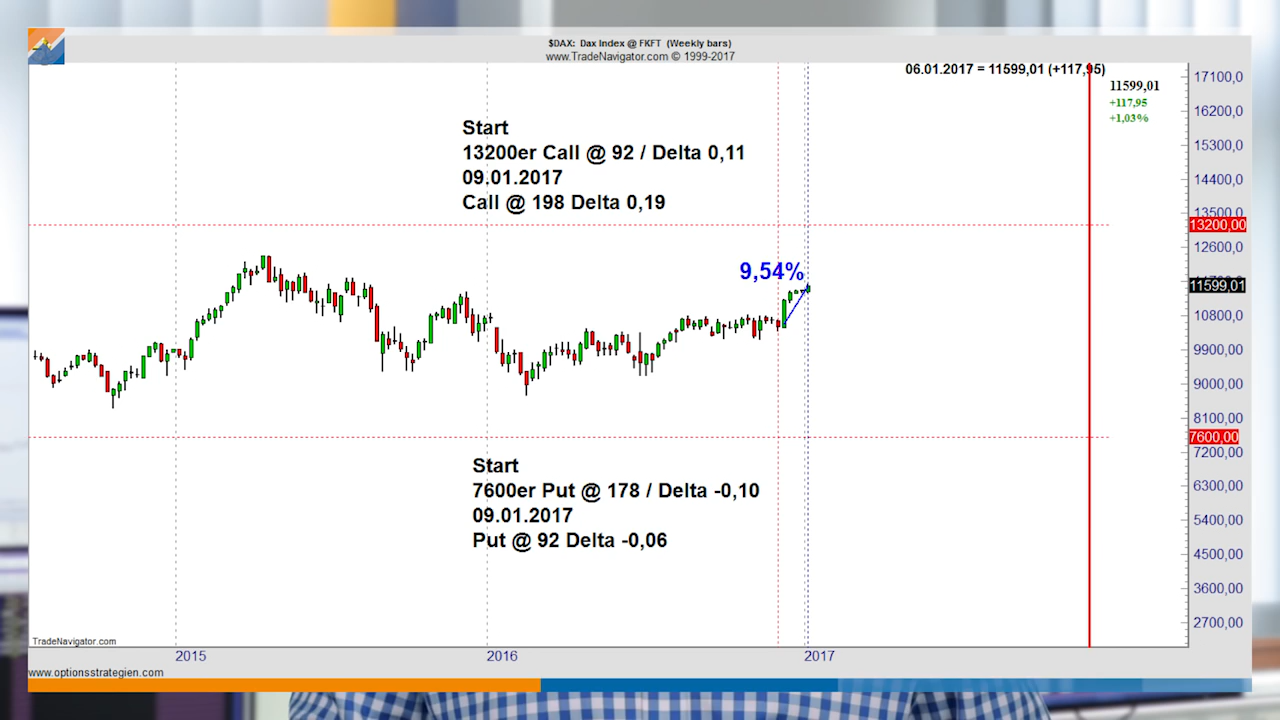 $DAX: Dax Index @ FKFT (Weekly bars)
www.TradeNavigator.com © 1999-2017
06.01.2017 = 11599,01 (+117,95)
11599,01
+117,95
+1,03%
Start
13200er Call @ 92 / Delta 0,11
09.01.2017
Call @ 198 Delta 0,19
9,54%
Start
7600er Put @ 178 / Delta -0,10
09.01.2017
Put @ 92 Delta -0,06
17100,0
16200,0
15300,0
14400,0
13500,0
13200,00
12600,0
11599,01
10800,0
9900,00
9000,00
8100,00
7600,00
7200,00
6300,00
5400,00
4500,00
3600,00
2700,00
TradeNavigator.com
2015
2016
2017
www.optionsstrategien.com